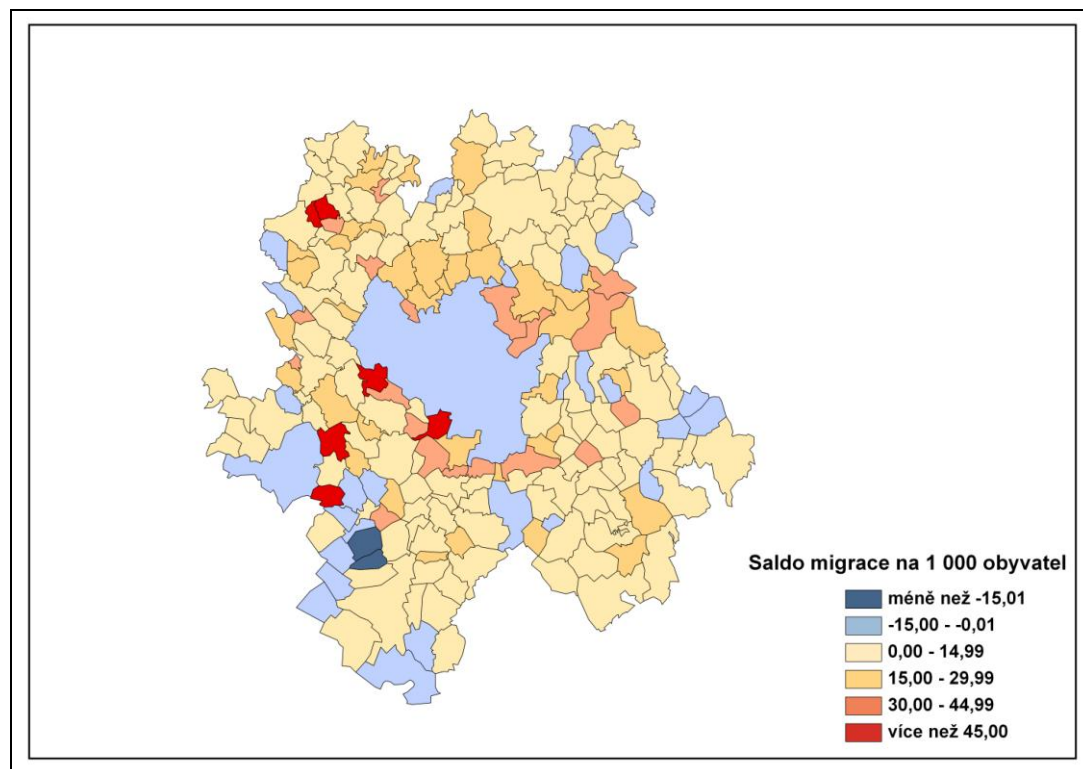 Saldo migrace na 1 000 obyvatel
méně než -15,01
-15,00 - -0,01
0,00 - 14,99
15,00 - 29,99
30,00 - 44,99
více než 45,00